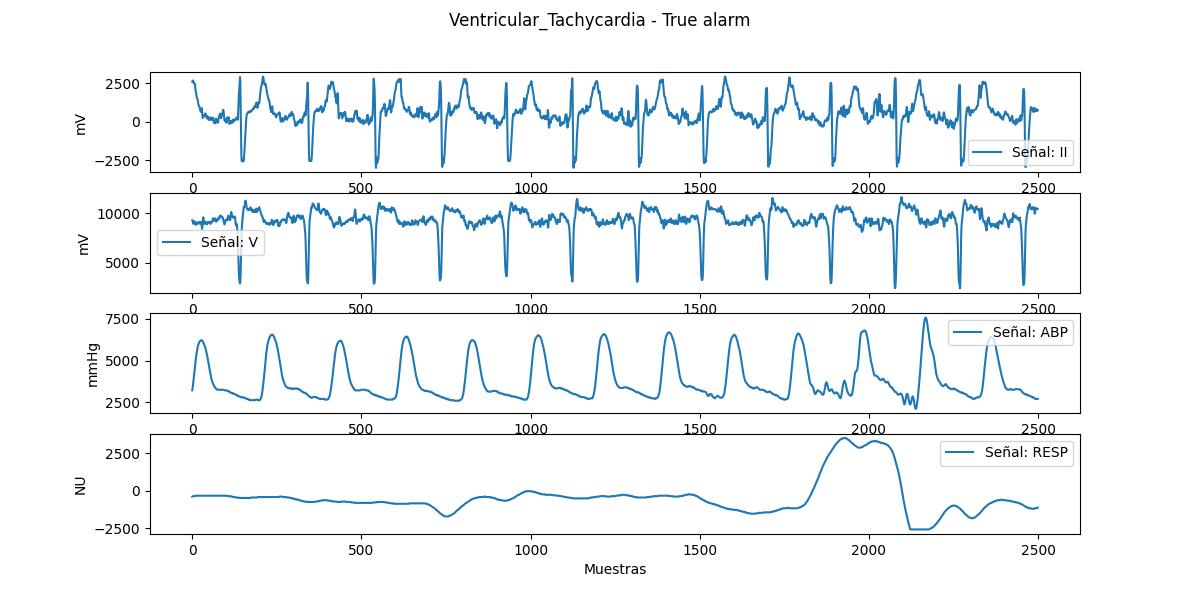 Ventricular_Tachycardia - True alarm
2500
0
−2500
mV
Señal: II
0 500 1000 1500 2000 2500
10000
5000
mV
Señal: V
0 500 1000 1500 2000 2500
7500
5000
2500
mmHg
Señal: ABP
0 500 1000 1500 2000 2500
2500
0
−2500
NU
Señal: RESP
0 500 1000 1500 2000 2500
Muestras